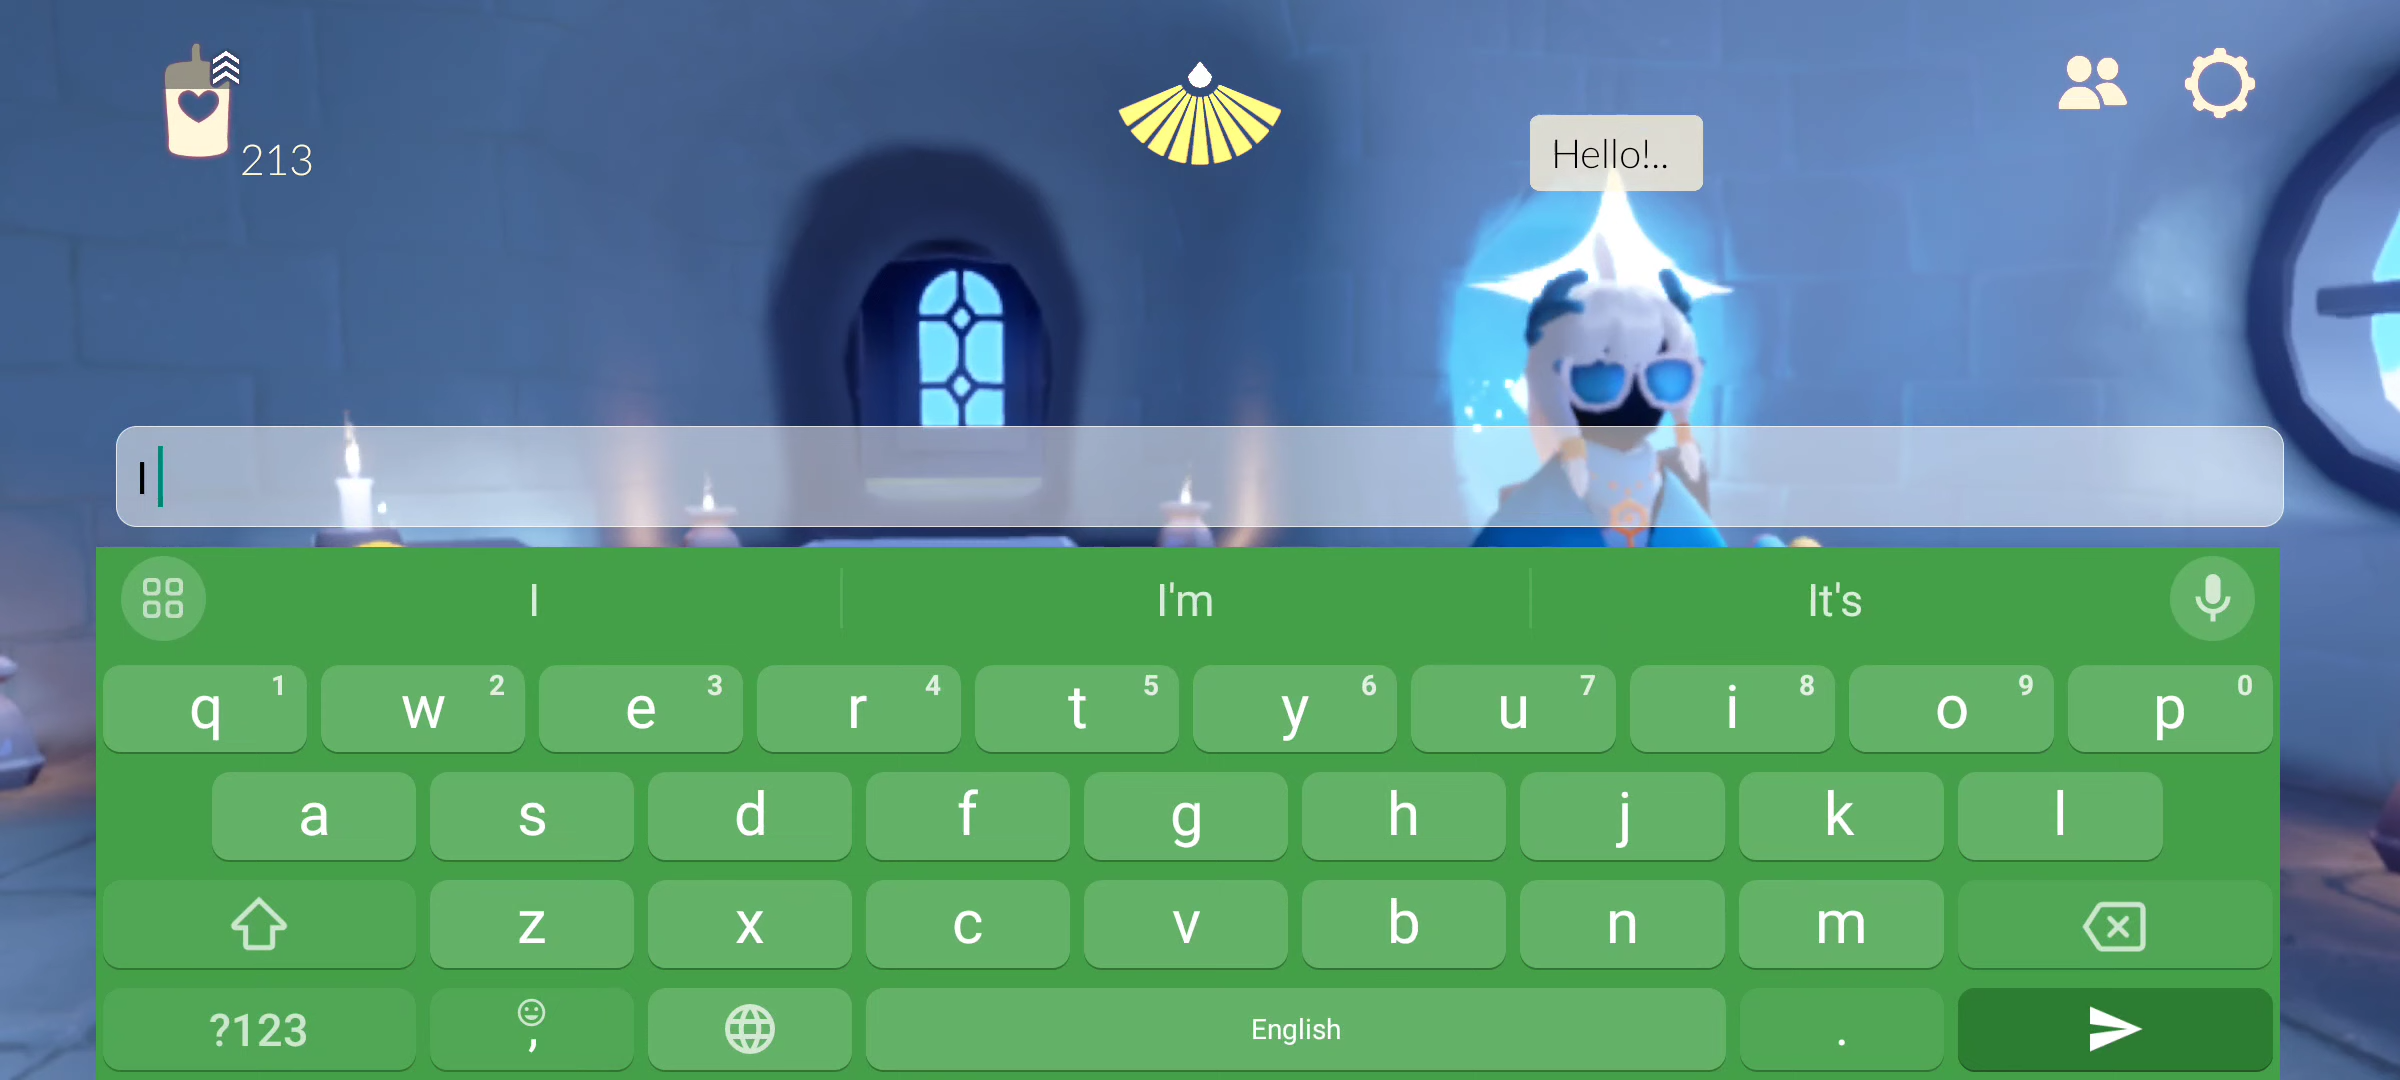 213
Hello!..
I
I I'm It's
q 1 w 2 e 3 r 4 t 5 y 6 u 7 i 8 o 9 p 0
a s d f g h j k l
z x c v b n m
?123 , English .